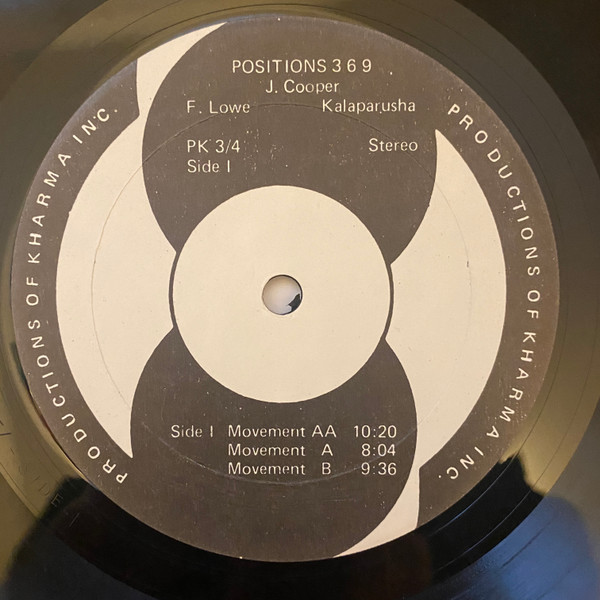 POSITIONS 3 6 9
J. Cooper
F. Lowe Kalaparusha
PK 3/4 Stereo
Side I
Side I Movement AA 10:20
Movement A 8:04
Movement B 9:36
PRODUCTIONS OF KHARMA INC.
PRODUCTIONS OF KHARMA INC.